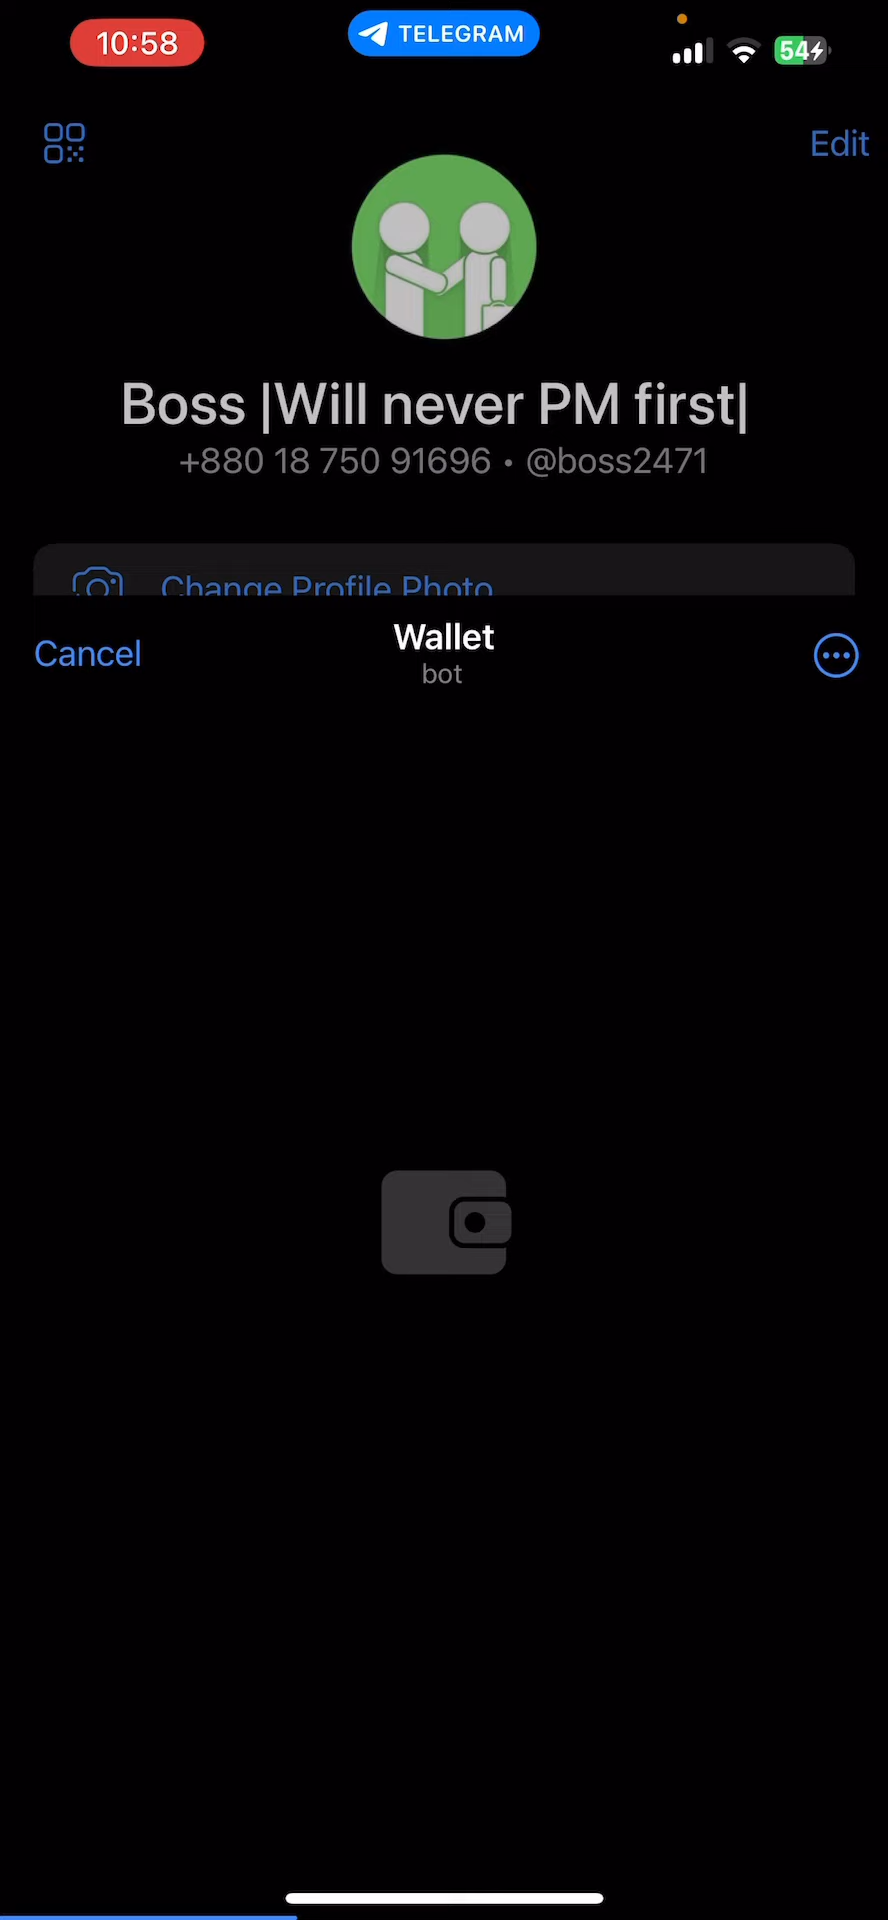 10:58
TELEGRAM
54
Edit
Boss |Will never PM first|
+880 18 750 91696 • @boss2471
Change Profile Photo
Cancel
Wallet
bot